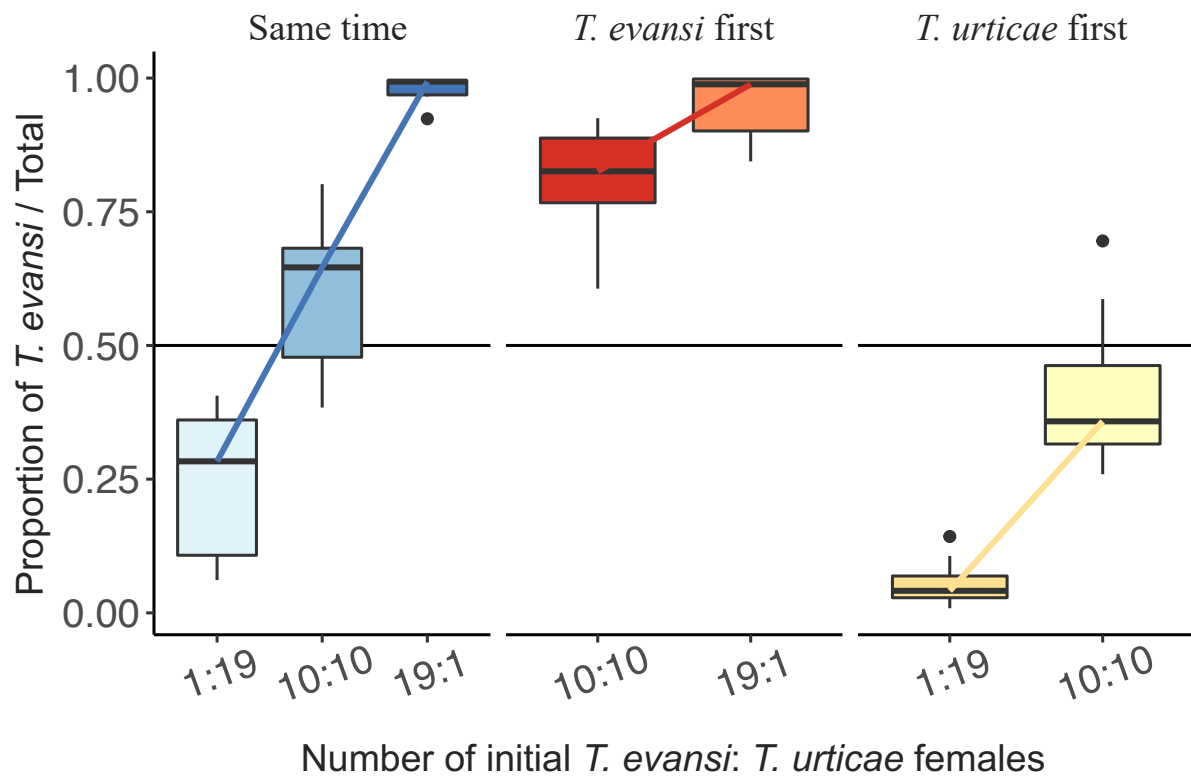 Same time
T. evansi first
T. urticae first
Proportion of T. evansi / Total
1.00
0.75
0.50
0.25
0.00
1:19
10:10
19:1
10:10
19:1
1:19
10:10
Number of initial T. evansi: T. urticae females